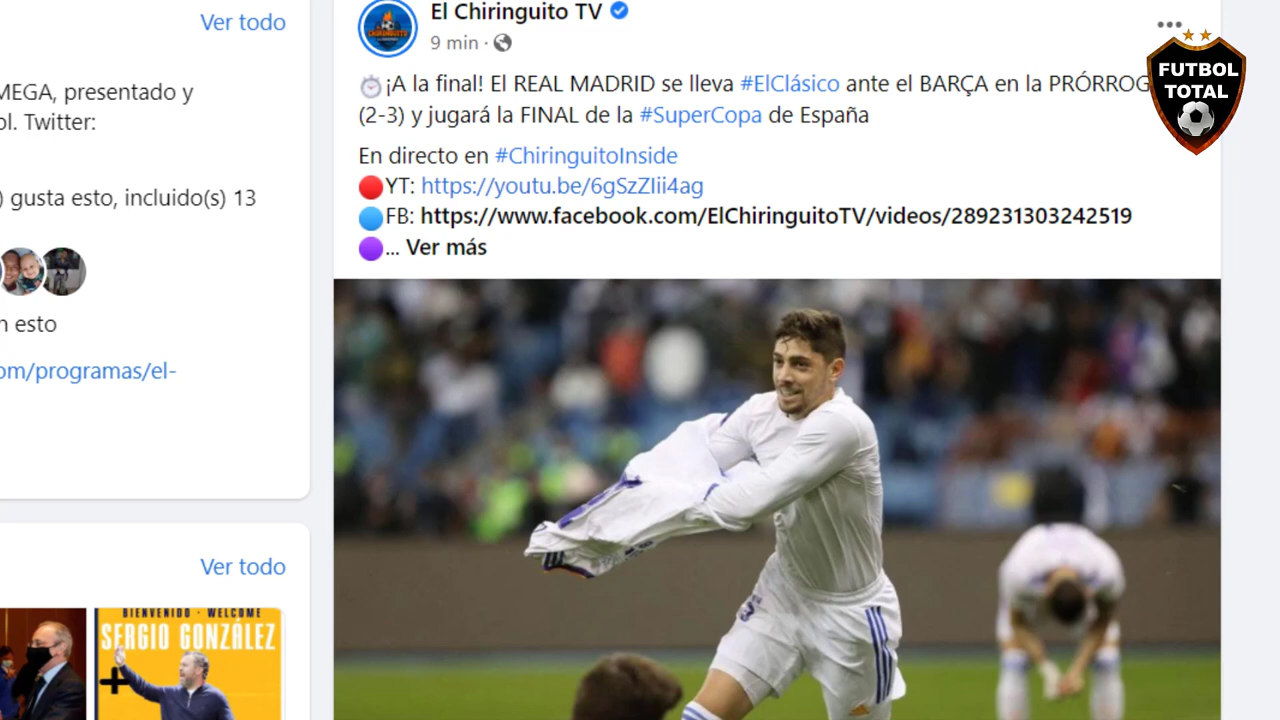 Ver todo
MEGA, presentado y
ol. Twitter:
) gusta esto, incluido(s) 13
n esto
om/programas/el-
Ver todo
BIENVENIDO · WELCOME
SERGIO GONZÁLEZ
El Chiringuito TV
9 min ·
¡A la final! El REAL MADRID se lleva #ElClásico ante el BARÇA en la PRÓRROG
(2-3) y jugará la FINAL de la #SuperCopa de España
En directo en #ChiringuitoInside
YT: https://youtu.be/6gSzZIii4ag
FB: https://www.facebook.com/ElChiringuitoTV/videos/289231303242519
... Ver más
FUTBOL
TOTAL